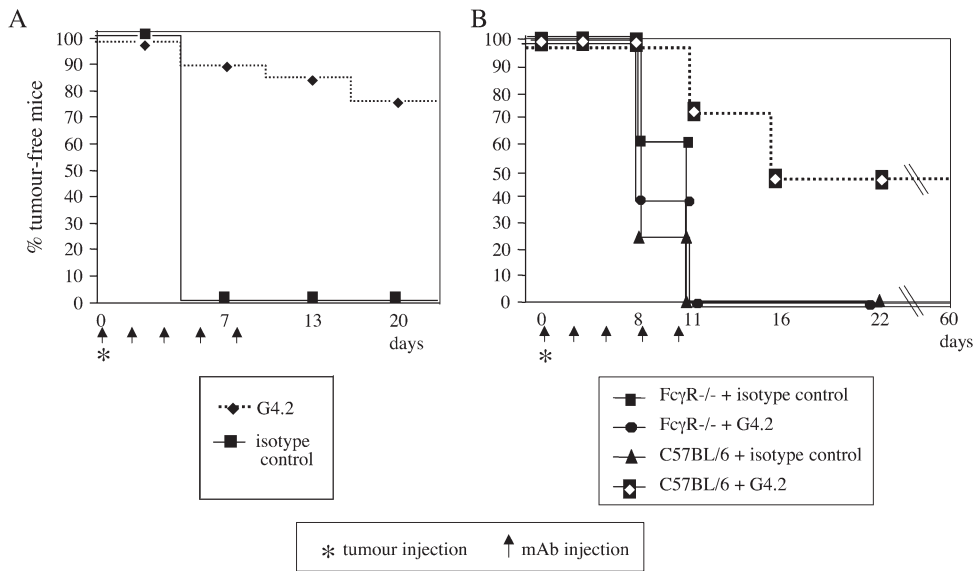 A
B
% tumour-free mice
100
90
80
70
60
50
40
30
20
10
0
0 7 13 20
days
*
100
90
80
70
60
50
40
30
20
10
0
0 8 11 16 22 60
days
*
G4.2
isotype
control
FcγR-/- + isotype control
FcγR-/- + G4.2
C57BL/6 + isotype control
C57BL/6 + G4.2
* tumour injection mAb injection